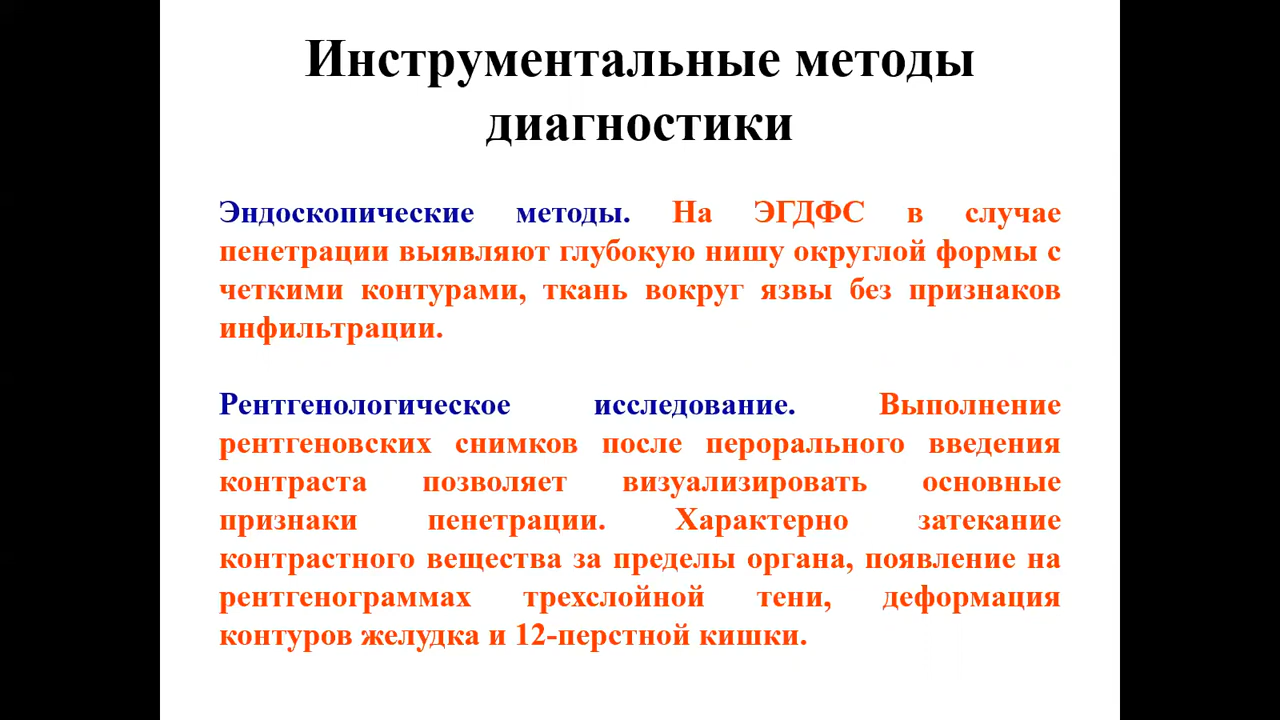 Инструментальные методы
диагностики
Эндоскопические методы. На ЭГДФС в случае
пенетрации выявляют глубокую нишу округлой формы с
четкими контурами, ткань вокруг язвы без признаков
инфильтрации.
Рентгенологическое исследование. Выполнение
рентгеновских снимков после перорального введения
контраста позволяет визуализировать основные
признаки пенетрации. Характерно затекание
контрастного вещества за пределы органа, появление на
рентгенограммах трехслойной тени, деформация
контуров желудка и 12-перстной кишки.